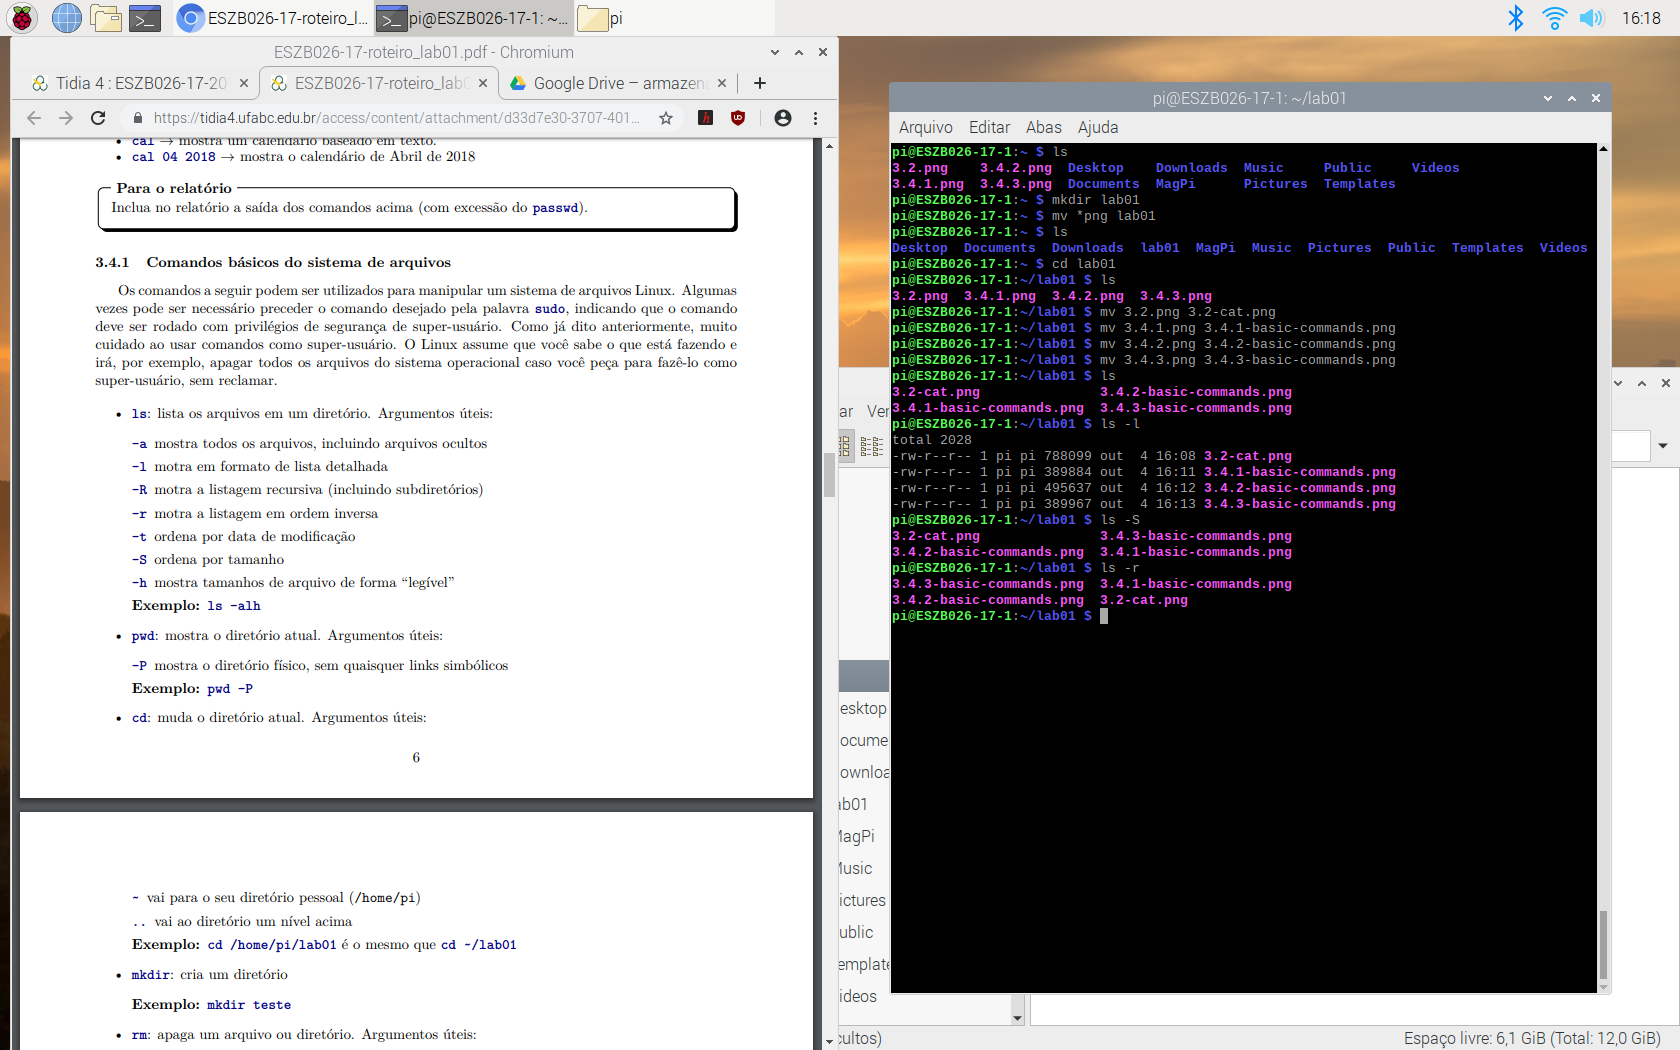 ESZB026-17-roteiro_l...
pi@ESZB026-17-1: ~...
pi
16:18
ESZB026-17-roteiro_lab01.pdf - Chromium
Tidia 4 : ESZB026-17-20
ESZB026-17-roteiro_lab0
Google Drive – armazena
https://tidia4.ufabc.edu.br/access/content/attachment/d33d7e30-3707-401...
• cal → mostra um calendário baseado em texto.
• cal 04 2018 → mostra o calendário de Abril de 2018
Para o relatório
Inclua no relatório a saída dos comandos acima (com excessão do passwd).
3.4.1 Comandos básicos do sistema de arquivos
Os comandos a seguir podem ser utilizados para manipular um sistema de arquivos Linux. Algumas
vezes pode ser necessário preceder o comando desejado pela palavra sudo, indicando que o comando
deve ser rodado com privilégios de segurança de super-usuário. Como já dito anteriormente, muito
cuidado ao usar comandos como super-usuário. O Linux assume que você sabe o que está fazendo e
irá, por exemplo, apagar todos os arquivos do sistema operacional caso você peça para fazê-lo como
super-usuário, sem reclamar.
• ls: lista os arquivos em um diretório. Argumentos úteis:
-a mostra todos os arquivos, incluindo arquivos ocultos
-l motra em formato de lista detalhada
-R motra a listagem recursiva (incluindo subdiretórios)
-r motra a listagem em ordem inversa
-t ordena por data de modificação
-S ordena por tamanho
-h mostra tamanhos de arquivo de forma “legível”
Exemplo: ls -alh
• pwd: mostra o diretório atual. Argumentos úteis:
-P mostra o diretório físico, sem quaisquer links simbólicos
Exemplo: pwd -P
• cd: muda o diretório atual. Argumentos úteis:
6
~ vai para o seu diretório pessoal (/home/pi)
.. vai ao diretório um nível acima
Exemplo: cd /home/pi/lab01 é o mesmo que cd ~/lab01
• mkdir: cria um diretório
Exemplo: mkdir teste
• rm: apaga um arquivo ou diretório. Argumentos úteis:
pi@ESZB026-17-1: ~/lab01
Arquivo Editar Abas Ajuda
pi@ESZB026-17-1:~ $ ls
3.2.png 3.4.2.png Desktop Downloads Music Public Videos
3.4.1.png 3.4.3.png Documents MagPi Pictures Templates
pi@ESZB026-17-1:~ $ mkdir lab01
pi@ESZB026-17-1:~ $ mv *png lab01
pi@ESZB026-17-1:~ $ ls
Desktop Documents Downloads lab01 MagPi Music Pictures Public Templates Videos
pi@ESZB026-17-1:~ $ cd lab01
pi@ESZB026-17-1:~/lab01 $ ls
3.2.png 3.4.1.png 3.4.2.png 3.4.3.png
pi@ESZB026-17-1:~/lab01 $ mv 3.2.png 3.2-cat.png
pi@ESZB026-17-1:~/lab01 $ mv 3.4.1.png 3.4.1-basic-commands.png
pi@ESZB026-17-1:~/lab01 $ mv 3.4.2.png 3.4.2-basic-commands.png
pi@ESZB026-17-1:~/lab01 $ mv 3.4.3.png 3.4.3-basic-commands.png
pi@ESZB026-17-1:~/lab01 $ ls
3.2-cat.png 3.4.2-basic-commands.png
3.4.1-basic-commands.png 3.4.3-basic-commands.png
pi@ESZB026-17-1:~/lab01 $ ls -l
total 2028
-rw-r--r-- 1 pi pi 788099 out 4 16:08 3.2-cat.png
-rw-r--r-- 1 pi pi 389884 out 4 16:11 3.4.1-basic-commands.png
-rw-r--r-- 1 pi pi 495637 out 4 16:12 3.4.2-basic-commands.png
-rw-r--r-- 1 pi pi 389967 out 4 16:13 3.4.3-basic-commands.png
pi@ESZB026-17-1:~/lab01 $ ls -S
3.2-cat.png 3.4.3-basic-commands.png
3.4.2-basic-commands.png 3.4.1-basic-commands.png
pi@ESZB026-17-1:~/lab01 $ ls -r
3.4.3-basic-commands.png 3.4.1-basic-commands.png
3.4.2-basic-commands.png 3.2-cat.png
pi@ESZB026-17-1:~/lab01 $
ar Ver
esktop
ocume
ownloa
ab01
MagPi
Music
ictures
ublic
emplate
ideos
cultos)
Espaço livre: 6,1 GiB (Total: 12,0 GiB)